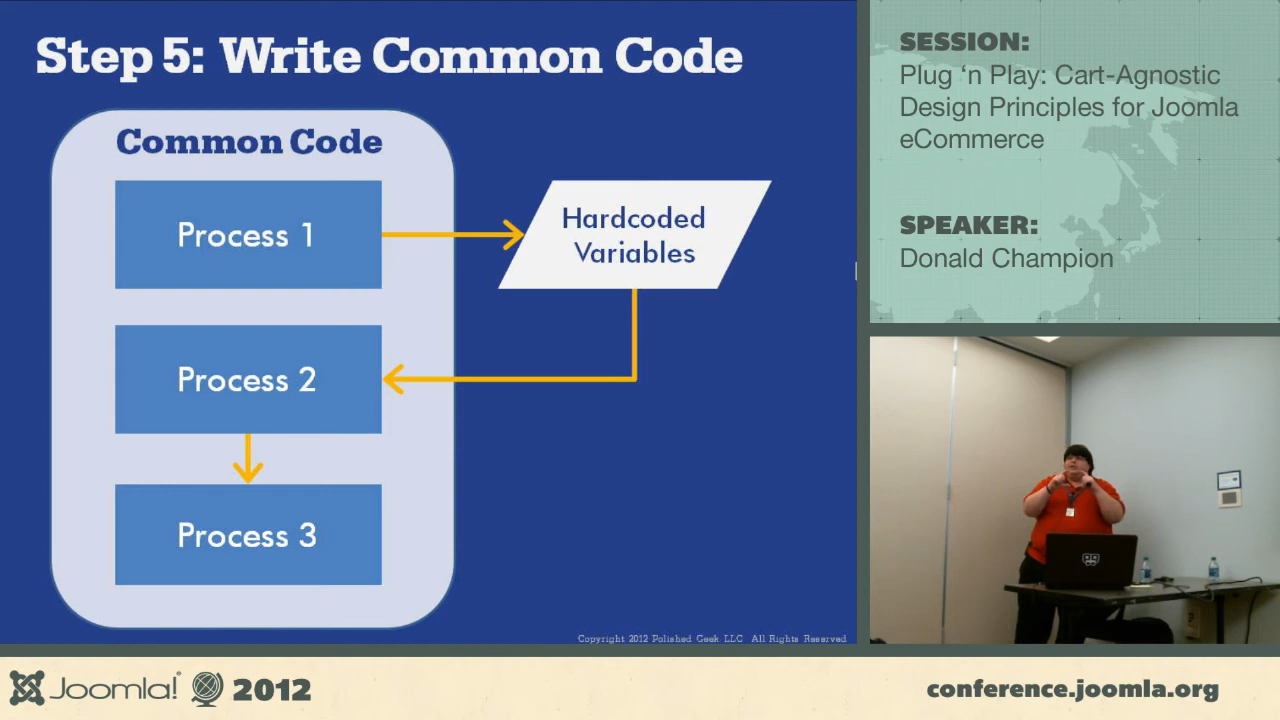 Step 5: Write Common Code
Common Code
Process 1
Hardcoded
Variables
Process 2
Process 3
Copyright 2012 Polished Geek LLC All Rights Reserved
SESSION:
Plug ‘n Play: Cart-Agnostic
Design Principles for Joomla
eCommerce
SPEAKER:
Donald Champion
Joomla! 2012
conference.joomla.org